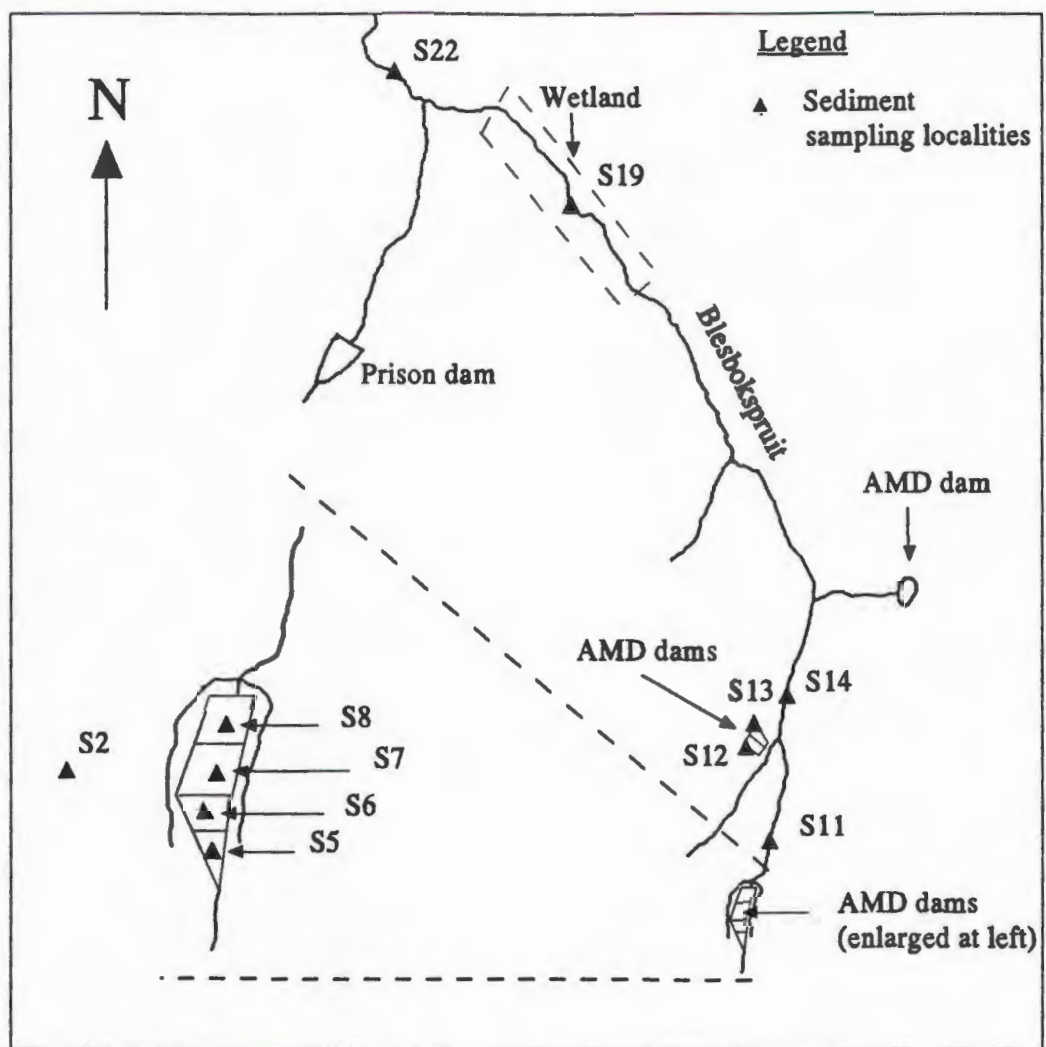 S22
Legend
N
Wetland
Sediment
sampling localities
S19
Blesbokspruit
Prison dam
AMD dam
AMD dams
S13
S14
S12
S2
S8
S7
S6
S5
S11
AMD dams
(enlarged at left)